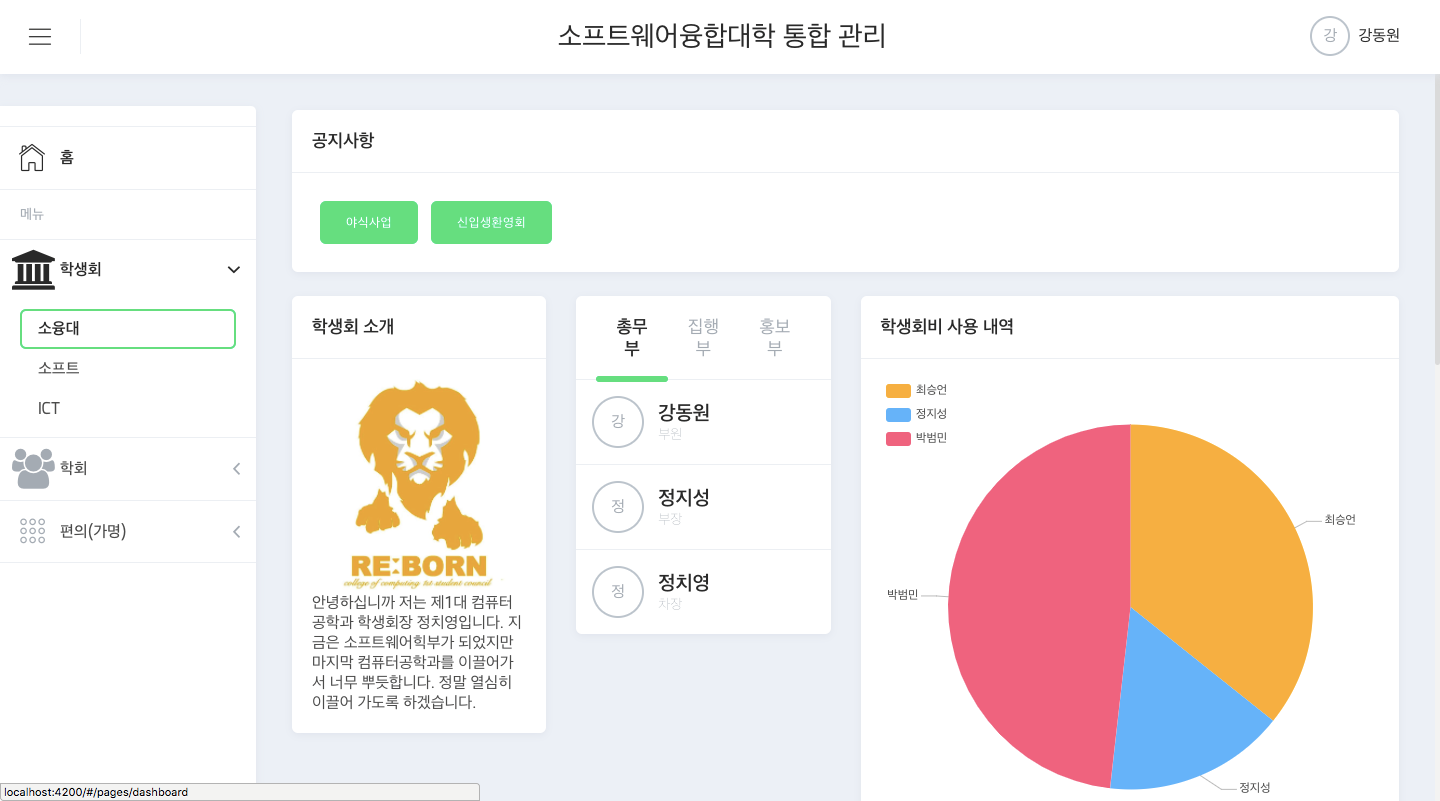 소프트웨어융합대학 통합 관리
강
강동원
홈
메뉴
학생회
소융대
소프트
ICT
학회
편의(가명)
공지사항
야식사업
신입생환영회
학생회 소개
RE:BORN
college of computing 1st student council
안녕하십니까 저는 제1대 컴퓨터
공학과 학생회장 정치영입니다. 지
금은 소프트웨어힉부가 되었지만
마지막 컴퓨터공학과를 이끌어가
서 너무 뿌듯합니다. 정말 열심히
이끌어 가도록 하겠습니다.
총무
부
집행
부
홍보
부
강
강동원
부원
정
정지성
부장
정
정치영
차장
학생회비 사용 내역
최승언
정지성
박범민
최승언
박범민
정지성
localhost:4200/#/pages/dashboard